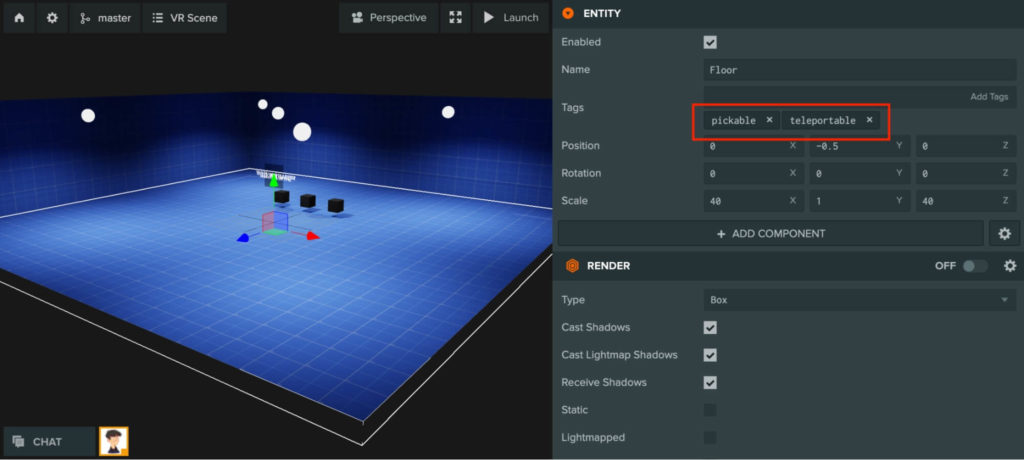 master
VR Scene
Perspective
Launch
CHAT
ENTITY
Enabled
Name Floor
Add Tags
Tags
pickable × teleportable ×
Position 0 X -0.5 Y 0 Z
Rotation 0 X 0 Y 0 Z
Scale 40 X 1 Y 40 Z
+ ADD COMPONENT
RENDER OFF
Type Box
Cast Shadows
Cast Lightmap Shadows
Receive Shadows
Static
Lightmapped